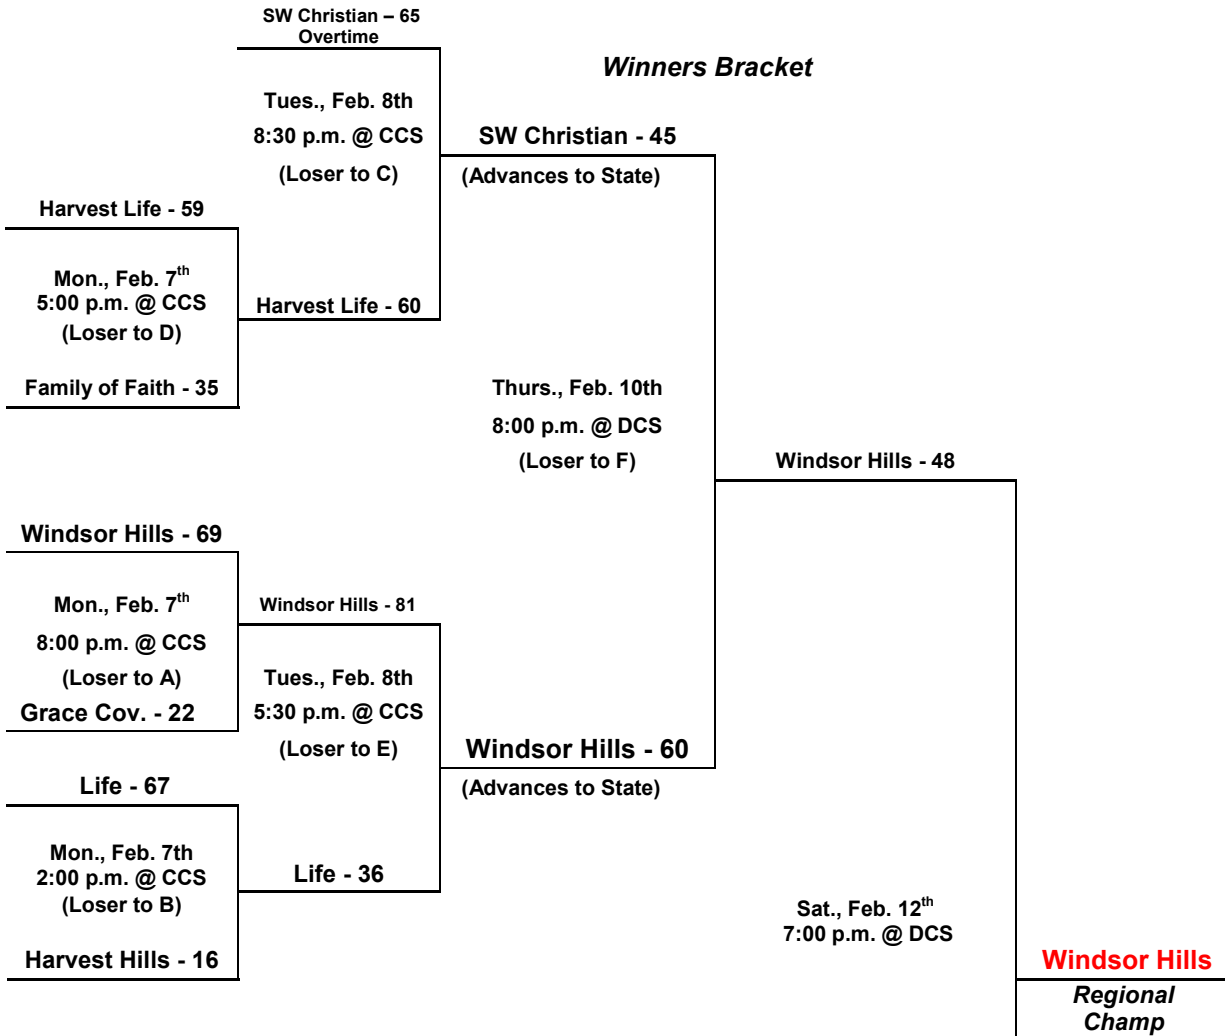 SW Christian – 65
Overtime
Winners Bracket
Tues., Feb. 8th
8:30 p.m. @ CCS
(Loser to C)
SW Christian - 45
(Advances to State)
Harvest Life - 59
Mon., Feb. 7th
5:00 p.m. @ CCS
(Loser to D)
Harvest Life - 60
Family of Faith - 35
Thurs., Feb. 10th
8:00 p.m. @ DCS
(Loser to F)
Windsor Hills - 48
Windsor Hills - 69
Mon., Feb. 7th
8:00 p.m. @ CCS
(Loser to A)
Grace Cov. - 22
Windsor Hills - 81
Tues., Feb. 8th
5:30 p.m. @ CCS
(Loser to E)
Windsor Hills - 60
(Advances to State)
Life - 67
Mon., Feb. 7th
2:00 p.m. @ CCS
(Loser to B)
Life - 36
Harvest Hills - 16
Sat., Feb. 12th
7:00 p.m. @ DCS
Windsor Hills
Regional
Champ